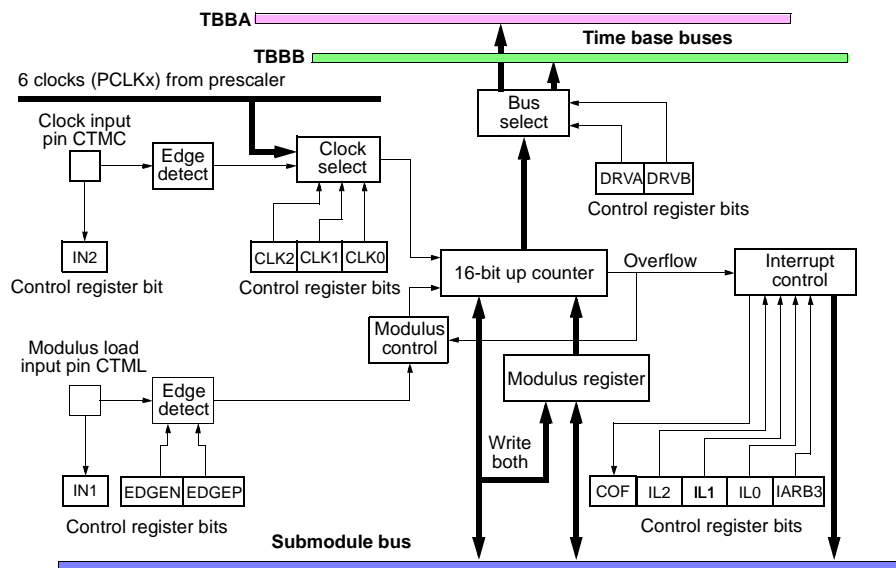 TBBA
Time base buses
TBBB
6 clocks (PCLKx) from prescaler
Clock input
pin CTMC
Edge
detect
Clock
select
Bus
select
DRVA DRVB
Control register bits
IN2
CLK2 CLK1 CLK0
Control register bit
Control register bits
16-bit up counter
Overflow
Interrupt
control
Modulus
control
Modulus load
input pin CTML
Edge
detect
Modulus register
Write
both
IN1
EDGEN EDGEP
COF IL2 IL1 IL0 IARB3
Control register bits
Control register bits
Submodule bus